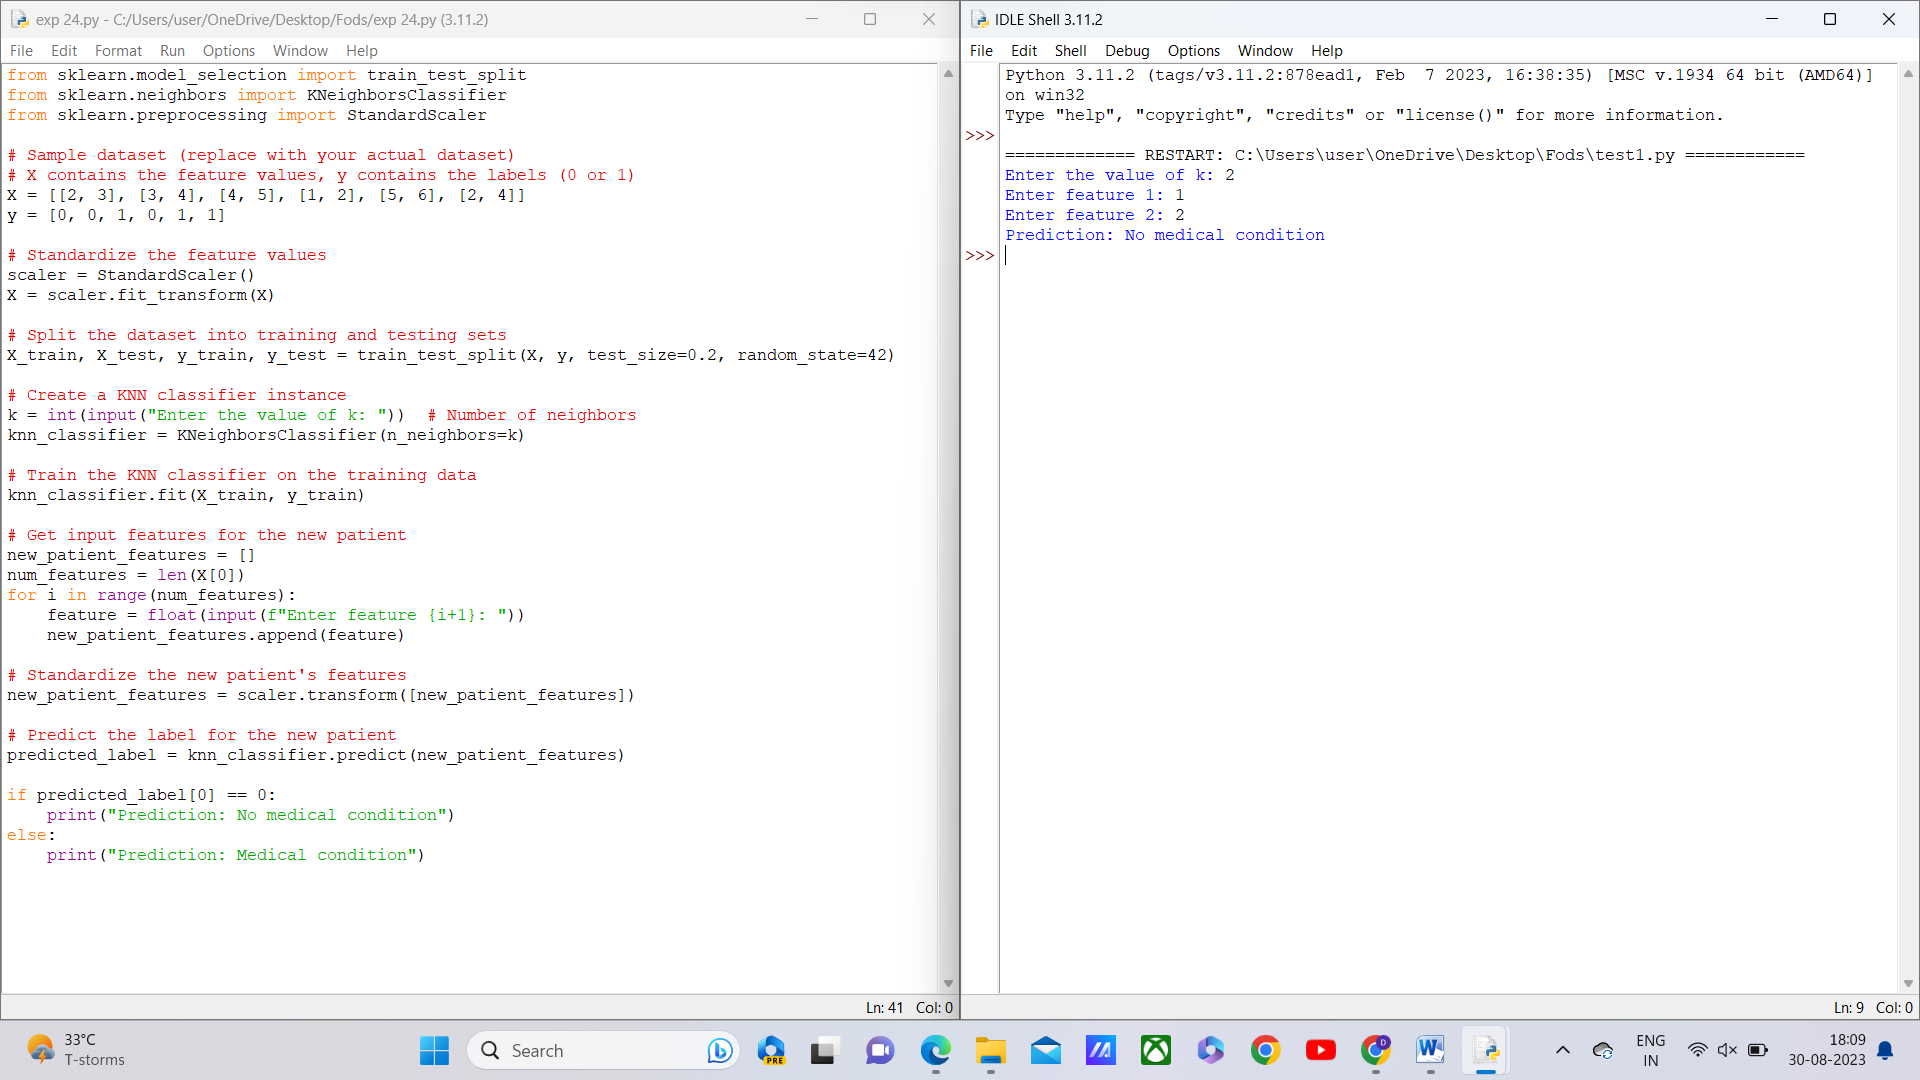 exp 24.py - C:/Users/user/OneDrive/Desktop/Fods/exp 24.py (3.11.2)
File Edit Format Run Options Window Help
from sklearn.model_selection import train_test_split
from sklearn.neighbors import KNeighborsClassifier
from sklearn.preprocessing import StandardScaler

# Sample dataset (replace with your actual dataset)
# X contains the feature values, y contains the labels (0 or 1)
X = [[2, 3], [3, 4], [4, 5], [1, 2], [5, 6], [2, 4]]
y = [0, 0, 1, 0, 1, 1]

# Standardize the feature values
scaler = StandardScaler()
X = scaler.fit_transform(X)

# Split the dataset into training and testing sets
X_train, X_test, y_train, y_test = train_test_split(X, y, test_size=0.2, random_state=42)

# Create a KNN classifier instance
k = int(input("Enter the value of k: "))  # Number of neighbors
knn_classifier = KNeighborsClassifier(n_neighbors=k)

# Train the KNN classifier on the training data
knn_classifier.fit(X_train, y_train)

# Get input features for the new patient
new_patient_features = []
num_features = len(X[0])
for i in range(num_features):
    feature = float(input(f"Enter feature {i+1}: "))
    new_patient_features.append(feature)

# Standardize the new patient's features
new_patient_features = scaler.transform([new_patient_features])

# Predict the label for the new patient
predicted_label = knn_classifier.predict(new_patient_features)

if predicted_label[0] == 0:
    print("Prediction: No medical condition")
else:
    print("Prediction: Medical condition")
Ln: 41 Col: 0
IDLE Shell 3.11.2
File Edit Shell Debug Options Window Help
Python 3.11.2 (tags/v3.11.2:878ead1, Feb  7 2023, 16:38:35) [MSC v.1934 64 bit (AMD64)]
on win32
Type "help", "copyright", "credits" or "license()" for more information.
>>>
============= RESTART: C:\Users\user\OneDrive\Desktop\Fods\test1.py ============
Enter the value of k: 2
Enter feature 1: 1
Enter feature 2: 2
Prediction: No medical condition
>>>
Ln: 9 Col: 0
33°C
T-storms
Search
PRE
D
W
ENG
IN
18:09
30-08-2023